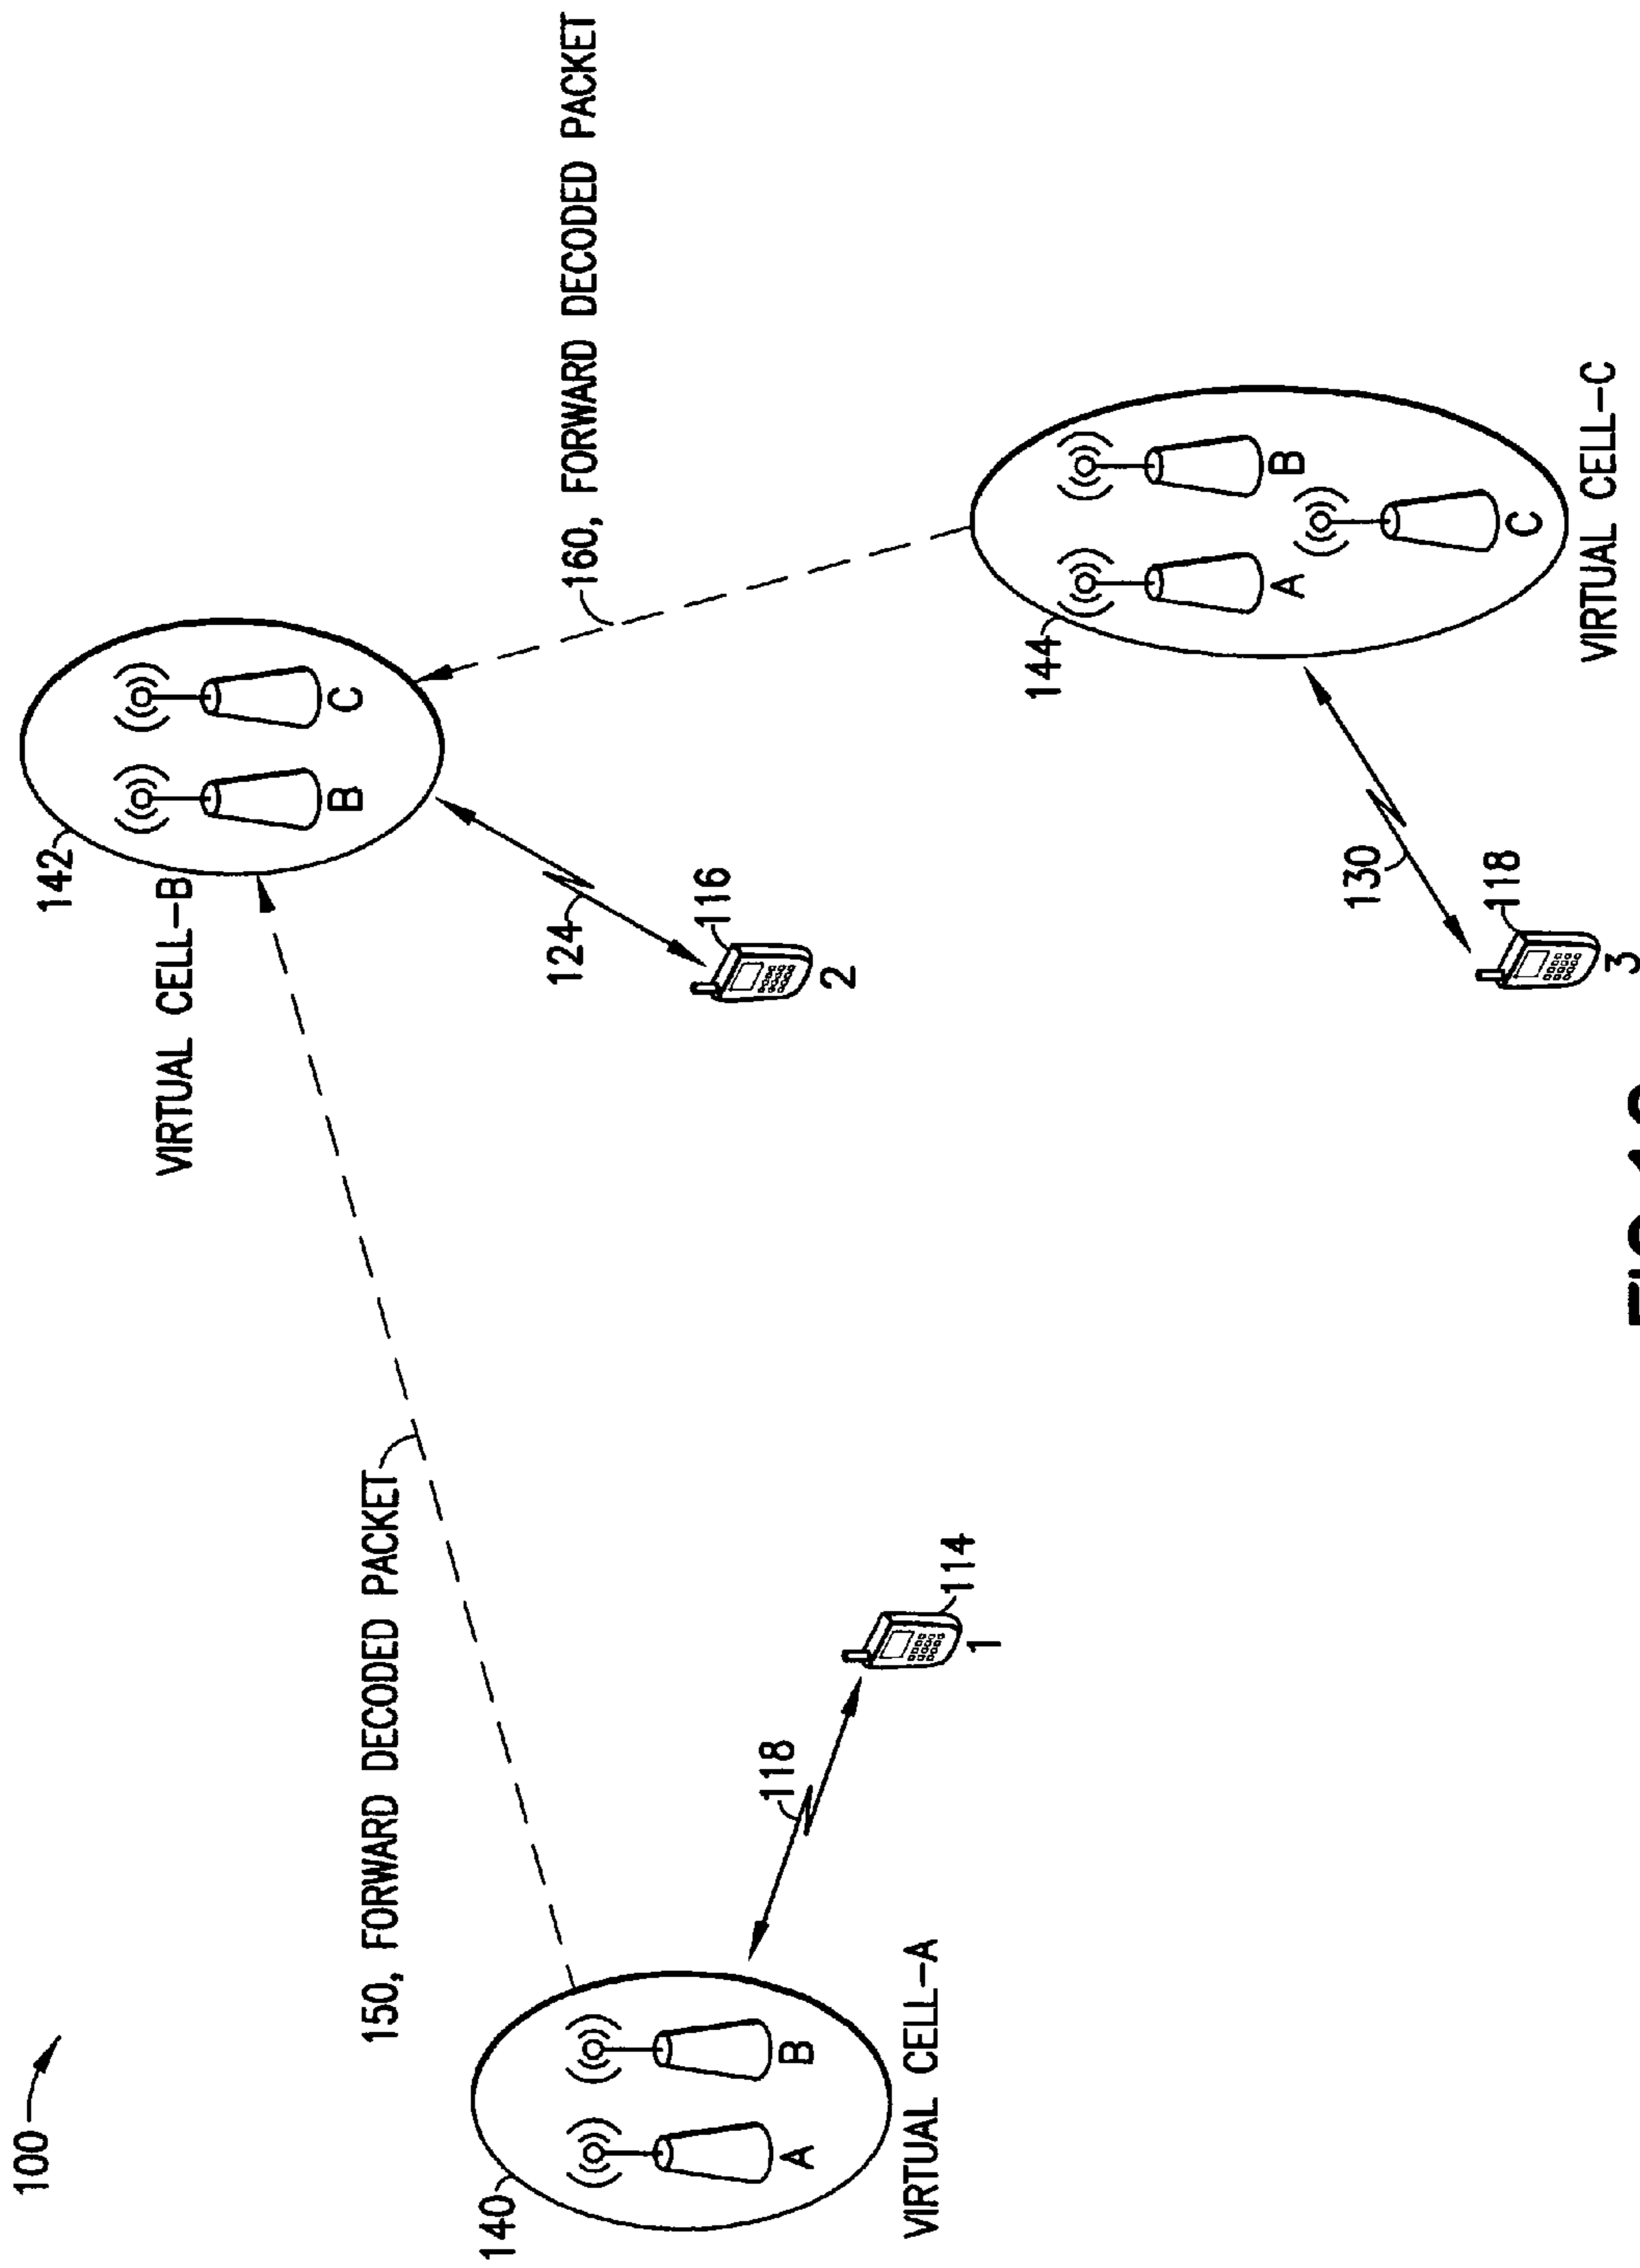 100
142
VIRTUAL CELL-B
B C
150, FORWARD DECODED PACKET
140
124
160, FORWARD DECODED PACKET
116
118
A B
2
VIRTUAL CELL-A
114
1
144
A B
130
118
C
VIRTUAL CELL-C
3